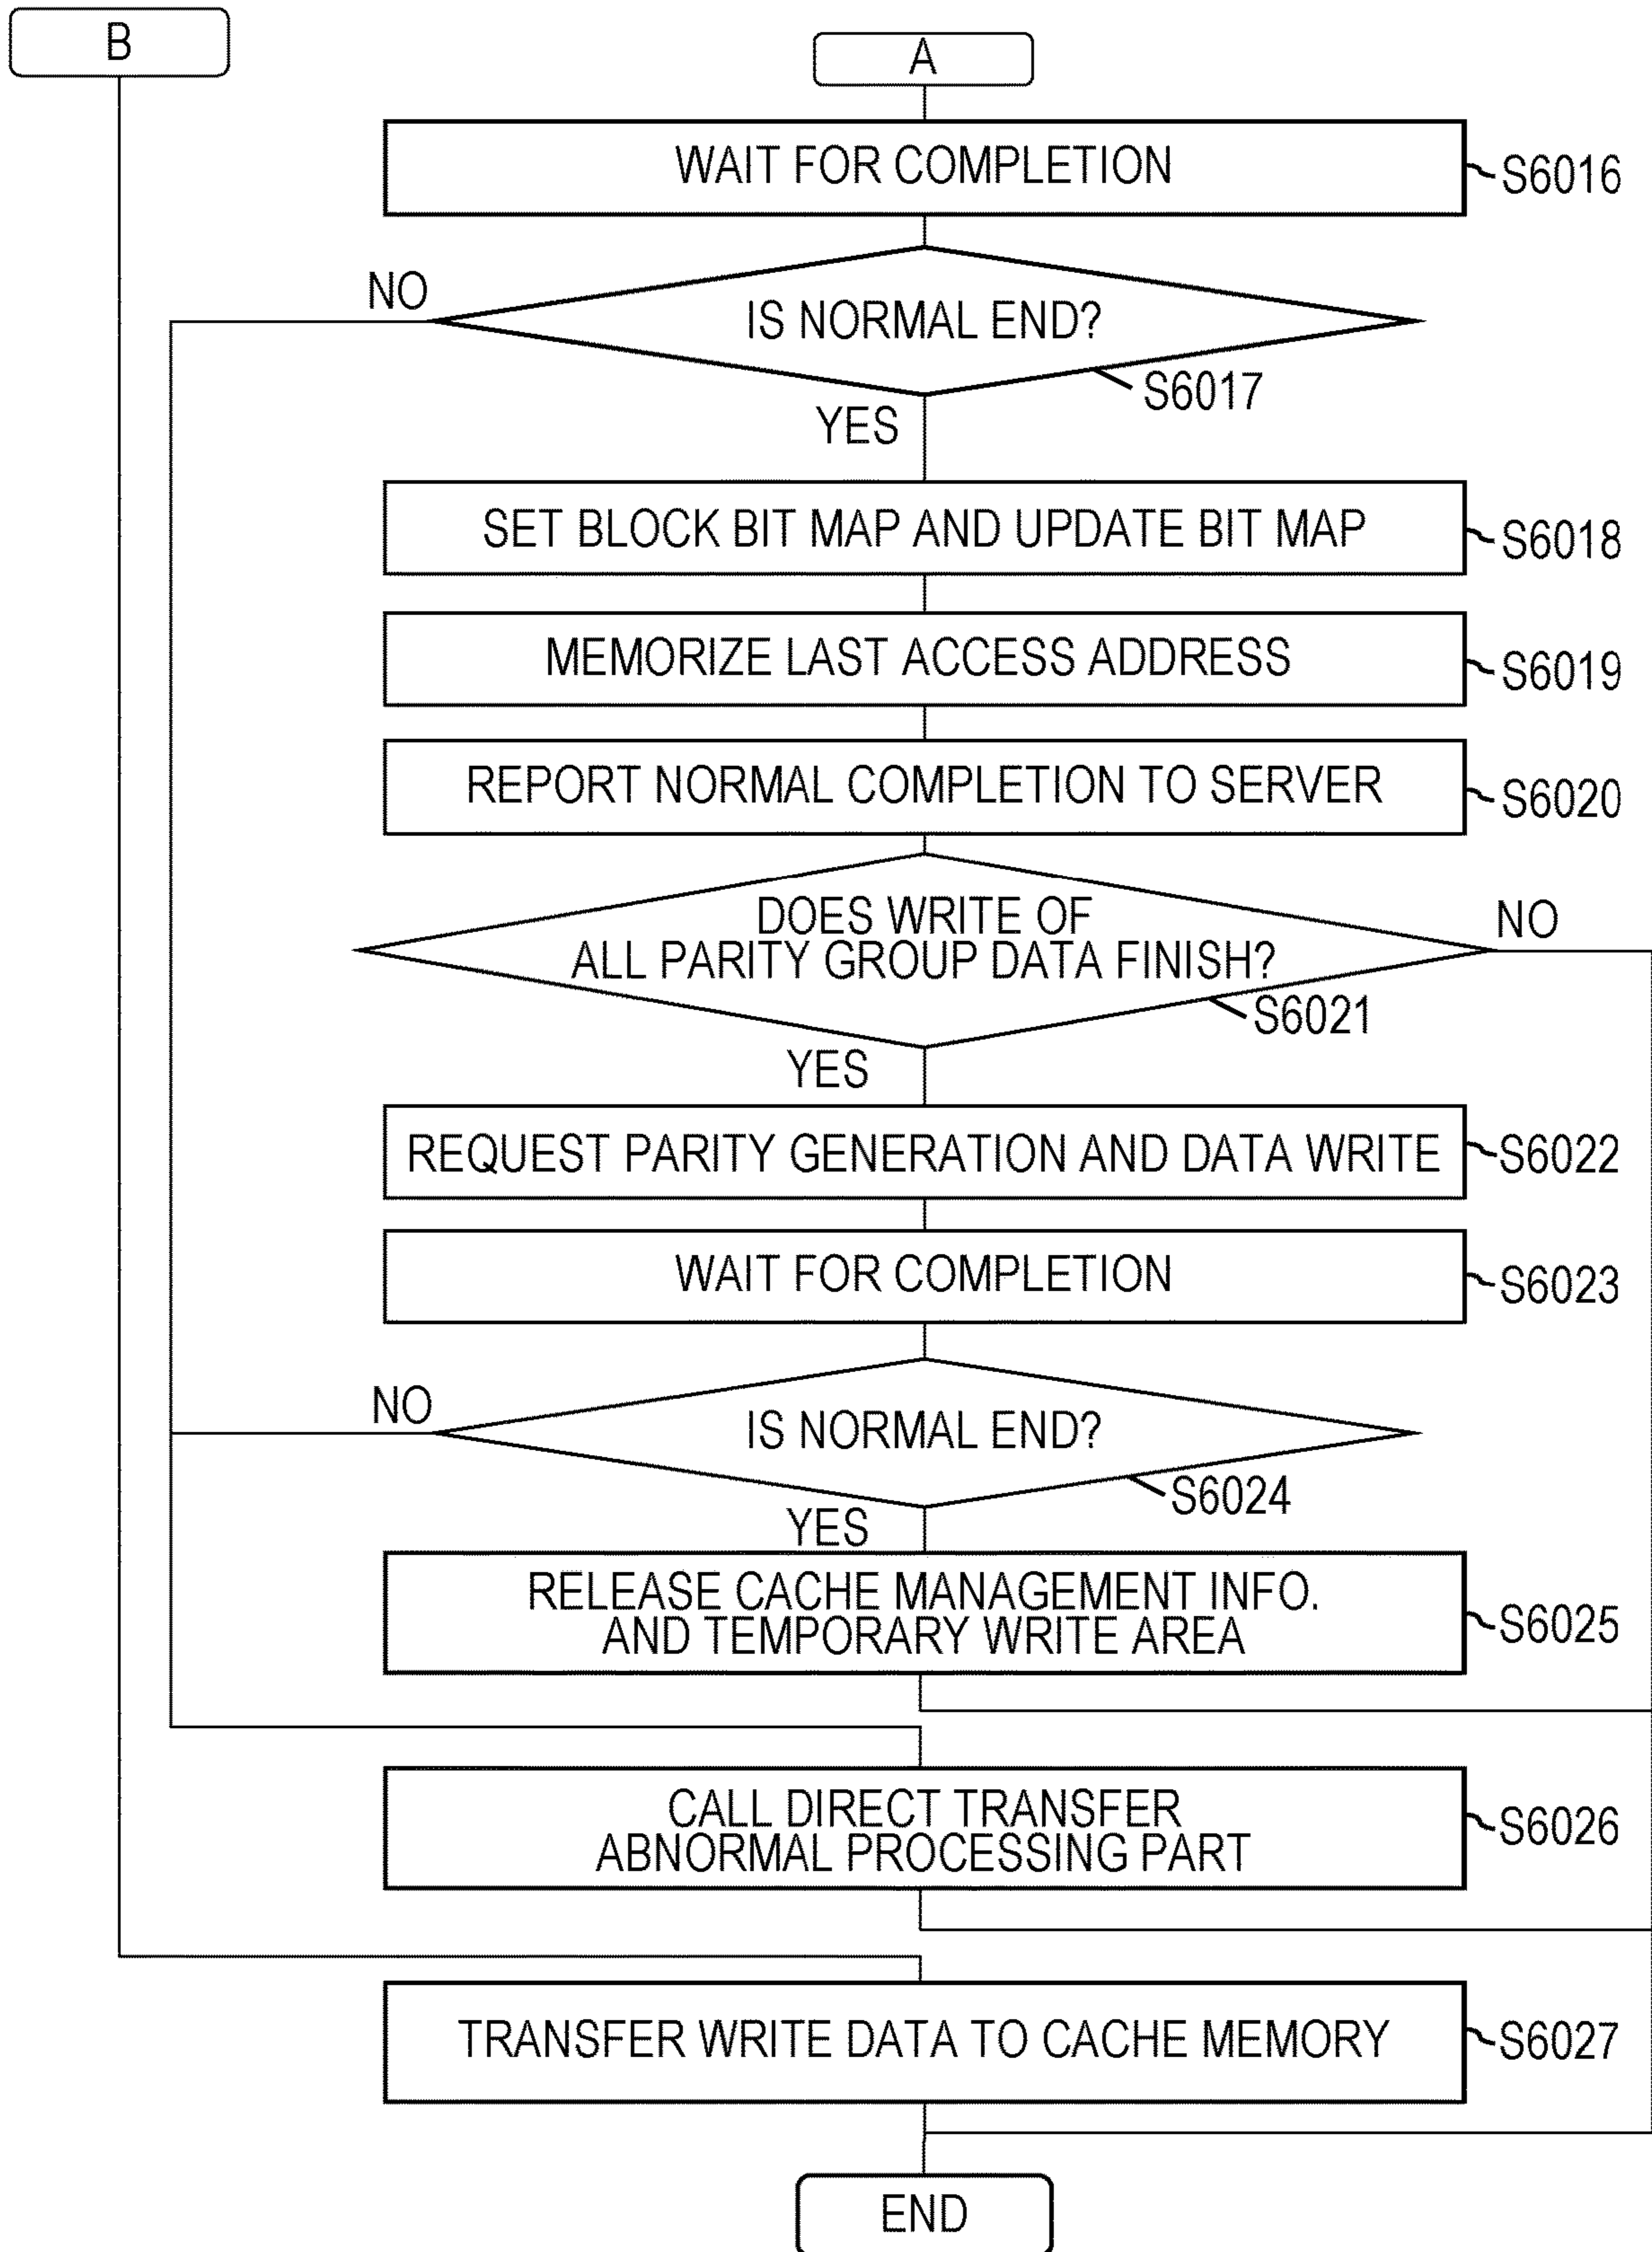 B
A
WAIT FOR COMPLETION
S6016
NO
IS NORMAL END?
S6017
YES
SET BLOCK BIT MAP AND UPDATE BIT MAP
S6018
MEMORIZE LAST ACCESS ADDRESS
S6019
REPORT NORMAL COMPLETION TO SERVER
S6020
DOES WRITE OF
ALL PARITY GROUP DATA FINISH?
NO
S6021
YES
REQUEST PARITY GENERATION AND DATA WRITE
S6022
WAIT FOR COMPLETION
S6023
NO
IS NORMAL END?
S6024
YES
RELEASE CACHE MANAGEMENT INFO.
AND TEMPORARY WRITE AREA
S6025
CALL DIRECT TRANSFER
ABNORMAL PROCESSING PART
S6026
TRANSFER WRITE DATA TO CACHE MEMORY
S6027
END